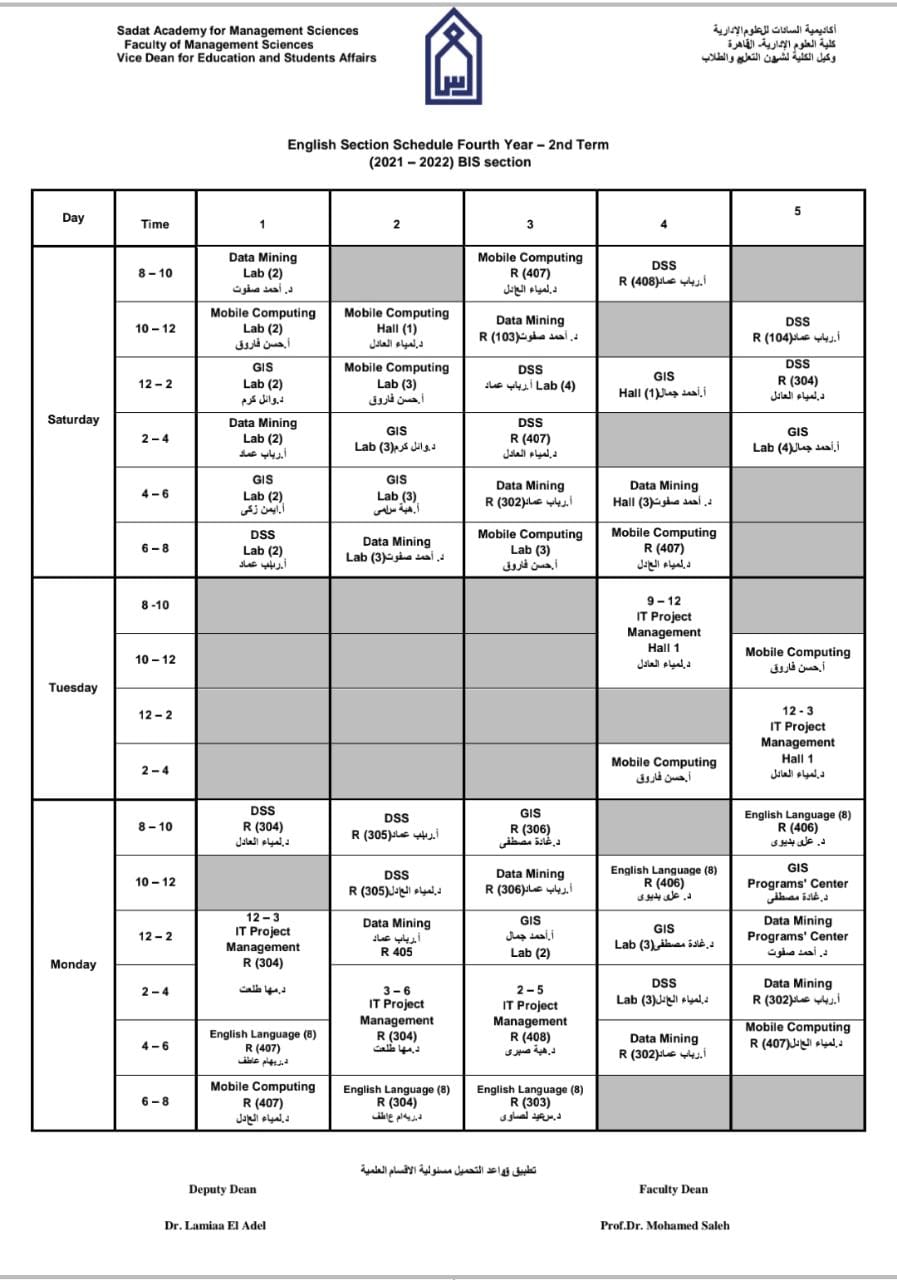 Sadat Academy for Management Sciences
Faculty of Management Sciences
Vice Dean for Education and Students Affairs
أكاديمية السادات للعلوم الإدارية
كلية العلوم الإدارية- القاهرة
وكيل الكلية لشئون التعليم والطلاب
English Section Schedule Fourth Year – 2nd Term
(2021 – 2022) BIS section
Day
Time
1
2
3
4
5
Saturday
8 – 10
Data Mining
Lab (2)
د. أحمد صفوت
Mobile Computing
R (407)
د.لمياء العادل
DSS
R (408)أ.رباب عماد
10 – 12
Mobile Computing
Lab (2)
أ.حسن فاروق
Mobile Computing
Hall (1)
د.لمياء العادل
Data Mining
R (103)د. أحمد صفوت
DSS
R (104)أ.رباب عماد
12 – 2
GIS
Lab (2)
د.وائل كرم
Mobile Computing
Lab (3)
أ.حسن فاروق
DSS
أ.رباب عماد Lab (4)
GIS
Hall (1)أ.أحمد جمال
DSS
R (304)
د.لمياء العادل
2 – 4
Data Mining
Lab (2)
أ.رباب عماد
GIS
Lab (3)د.وائل كرم
DSS
R (407)
د.لمياء العادل
GIS
Lab (4)أ.أحمد جمال
4 – 6
GIS
Lab (2)
أ.ايمن زكى
GIS
Lab (3)
أ.هبة سامى
Data Mining
R (302)أ.رباب عماد
Data Mining
Hall (3)د. أحمد صفوت
6 – 8
DSS
Lab (2)
أ.رباب عماد
Data Mining
Lab (3)د. أحمد صفوت
Mobile Computing
Lab (3)
أ.حسن فاروق
Mobile Computing
R (407)
د.لمياء العادل
Tuesday
8 -10
9 – 12
IT Project
Management
Hall 1
د.لمياء العادل
10 – 12
Mobile Computing
أ.حسن فاروق
12 – 2
12 - 3
IT Project
Management
Hall 1
د.لمياء العادل
2 – 4
Mobile Computing
أ.حسن فاروق
Monday
8 – 10
DSS
R (304)
د.لمياء العادل
DSS
R (305)أ.رباب عماد
GIS
R (306)
د.غادة مصطفى
English Language (8)
R (406)
د. على بديوى
10 – 12
DSS
R (305)د.لمياء العادل
Data Mining
R (306)أ.رباب عماد
English Language (8)
R (406)
د. على بديوى
GIS
Programs' Center
د.غادة مصطفى
12 – 2
12 – 3
IT Project
Management
R (304)
د.مها طلعت
Data Mining
أ.رباب عماد
R 405
GIS
أ.أحمد جمال
Lab (2)
GIS
Lab (3)د.غادة مصطفى
Data Mining
Programs' Center
د. أحمد صفوت
2 – 4
3 – 6
IT Project
Management
R (304)
د.مها طلعت
2 – 5
IT Project
Management
R (408)
د.هبة صبرى
DSS
Lab (3)د.لمياء العادل
Data Mining
R (302)أ.رباب عماد
4 – 6
English Language (8)
R (407)
د.ريهام عاطف
Data Mining
R (302)أ.رباب عماد
Mobile Computing
R (407)د.لمياء العادل
6 – 8
Mobile Computing
R (407)
د.لمياء العادل
English Language (8)
R (304)
د.ريهام عاطف
English Language (8)
R (303)
د.سعيد الصاوى
تطبيق قواعد التحميل مسئولية الاقسام العلمية
Deputy Dean
Faculty Dean
Dr. Lamiaa El Adel
Prof.Dr. Mohamed Saleh